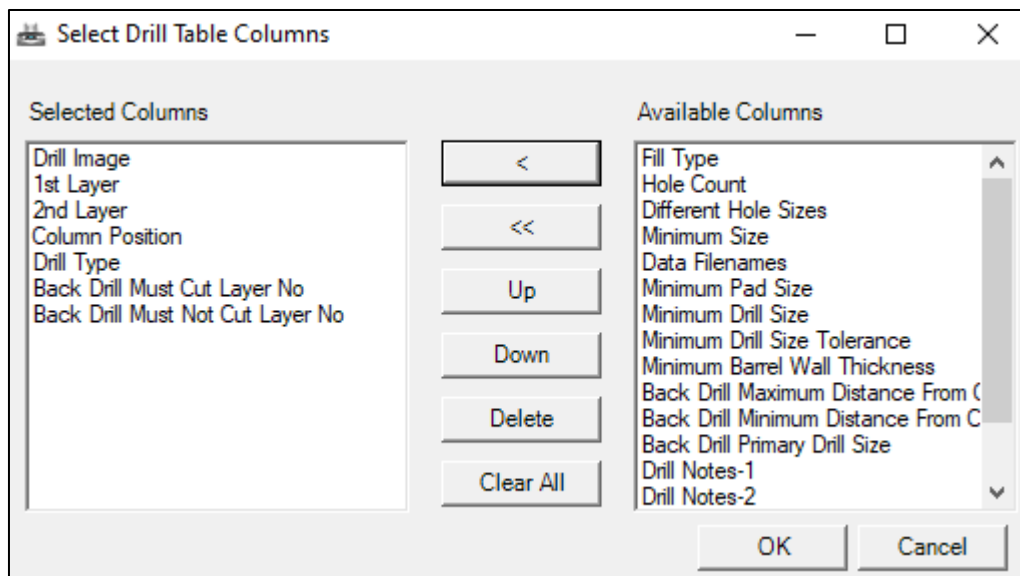 Select Drill Table Columns
Selected Columns
Drill Image
1st Layer
2nd Layer
Column Position
Drill Type
Back Drill Must Cut Layer No
Back Drill Must Not Cut Layer No
<
<<
Up
Down
Delete
Clear All
Available Columns
Fill Type
Hole Count
Different Hole Sizes
Minimum Size
Data Filenames
Minimum Pad Size
Minimum Drill Size
Minimum Drill Size Tolerance
Minimum Barrel Wall Thickness
Back Drill Maximum Distance From
Back Drill Minimum Distance From C
Back Drill Primary Drill Size
Drill Notes-1
Drill Notes-2
OK
Cancel